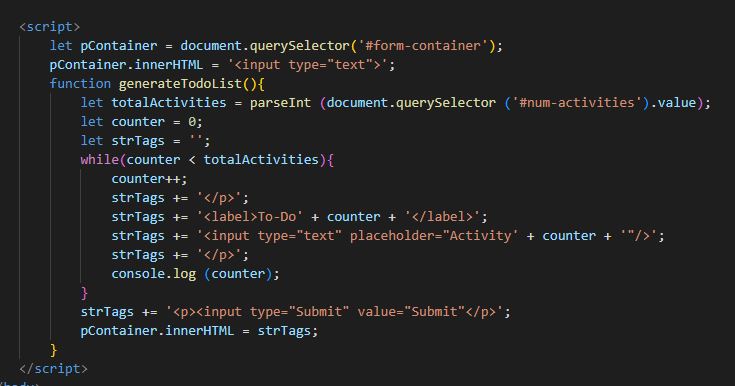 <script>
let pContainer = document.querySelector('#form-container');
pContainer.innerHTML = '<input type="text">';
function generateTodoList(){
let totalActivities = parseInt (document.querySelector ('#num-activities').value);
let counter = 0;
let strTags = '';
while(counter < totalActivities){
counter++;
strTags += '</p>';
strTags += '<label>To-Do' + counter + '</label>';
strTags += '<input type="text" placeholder="Activity' + counter + '"/>';
strTags += '</p>';
console.log (counter);
}
strTags += '<p><input type="Submit" value="Submit"</p>';
pContainer.innerHTML = strTags;
}
</script>